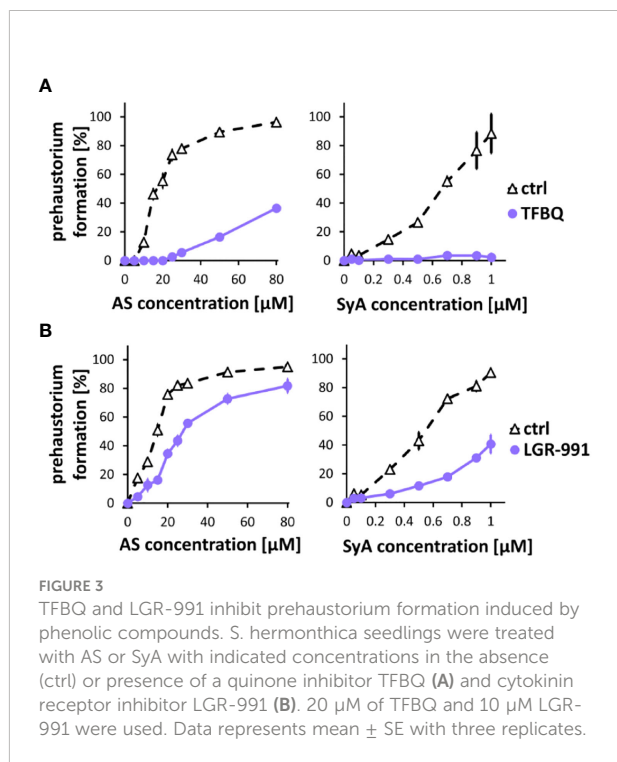 A
prehaustorium
formation [%]
100
80
60
40
20
0
0 20 40 60 80
AS concentration [μM]
100
80
60
40
20
0
0 0.2 0.4 0.6 0.8 1
SyA concentration [μM]
ctrl
TFBQ
B
prehaustorium
formation [%]
100
80
60
40
20
0
0 20 40 60 80
AS concentration [μM]
100
80
60
40
20
0
0 0.2 0.4 0.6 0.8 1
SyA concentration [μM]
ctrl
LGR-991
FIGURE 3
TFBQ and LGR-991 inhibit prehaustorium formation induced by
phenolic compounds. S. hermonthica seedlings were treated
with AS or SyA with indicated concentrations in the absence
(ctrl) or presence of a quinone inhibitor TFBQ (A) and cytokinin
receptor inhibitor LGR-991 (B). 20 μM of TFBQ and 10 μM LGR-
991 were used. Data represents mean ± SE with three replicates.